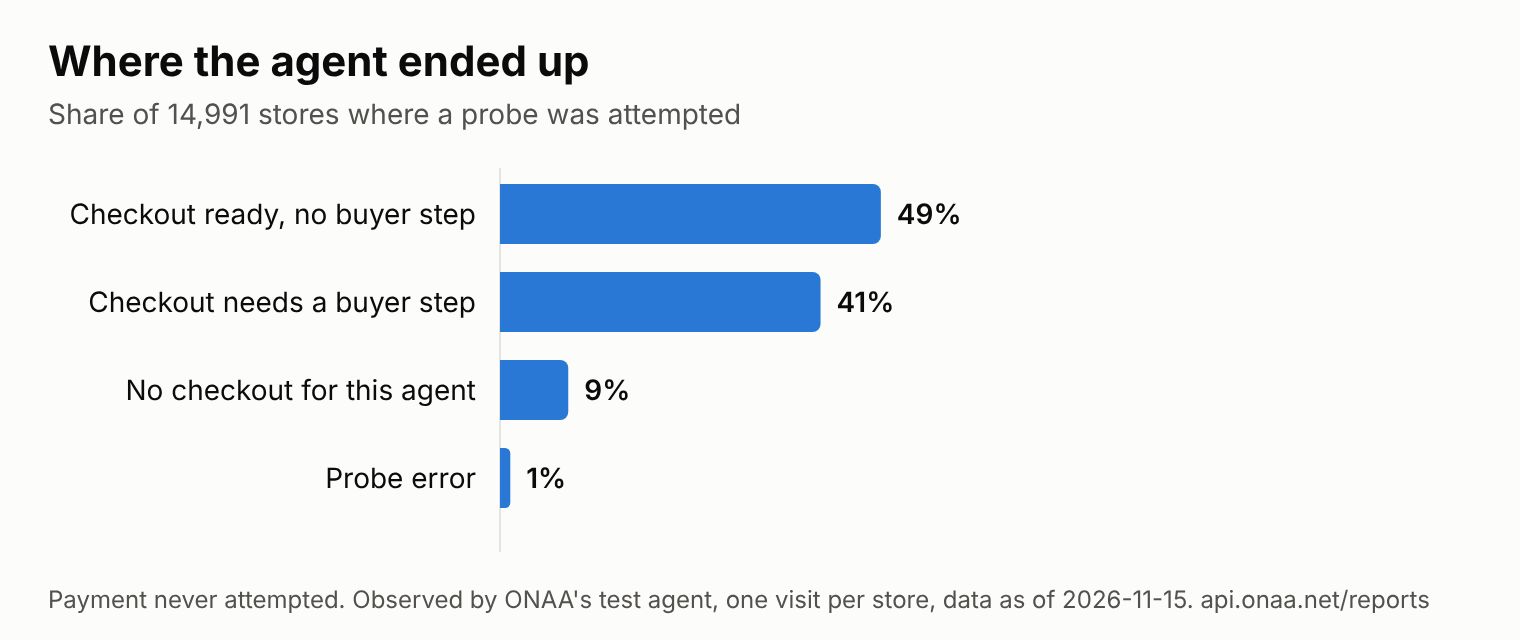 Where the agent ended up
Share of 14,991 stores where a probe was attempted
Checkout ready, no buyer step 49%
Checkout needs a buyer step 41%
No checkout for this agent 9%
Probe error 1%
Payment never attempted. Observed by ONAA's test agent, one visit per store, data as of 2026-11-15. api.onaa.net/reports